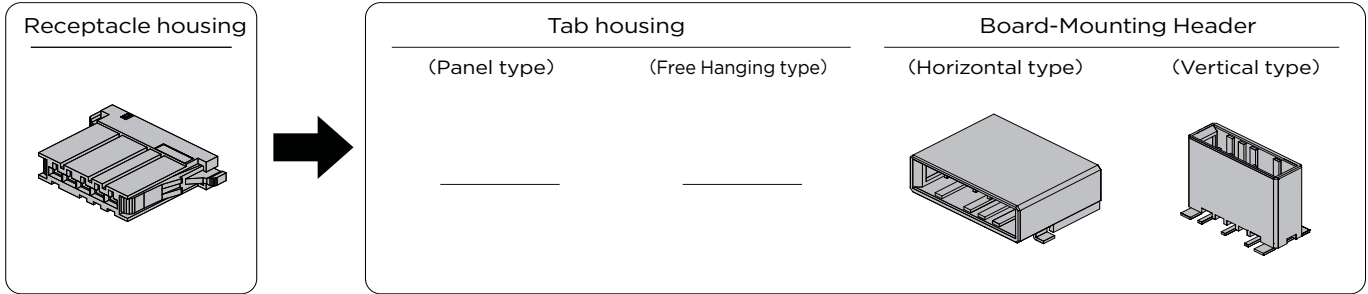 Receptacle housing
Tab housing
Board-Mounting Header
(Panel type)
(Free Hanging type)
(Horizontal type)
(Vertical type)